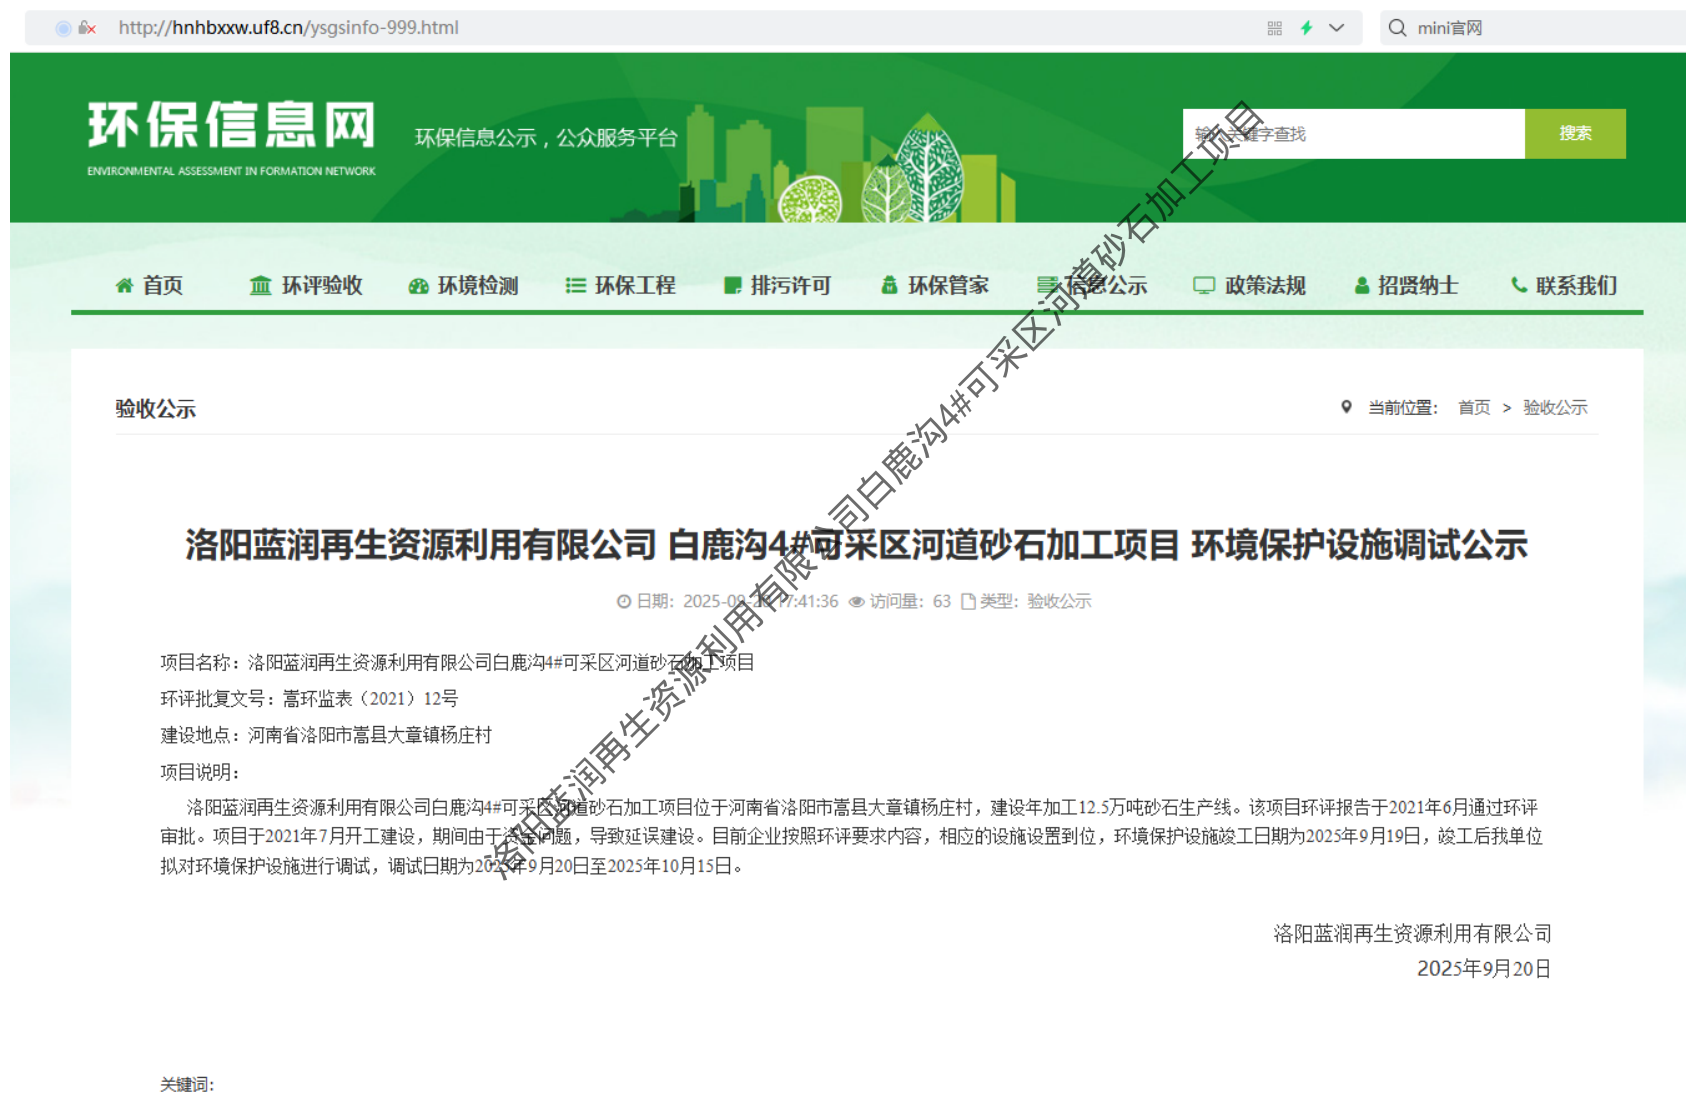 http://hnhbxxw.uf8.cn/ysgsinfo-999.html
mini官网
环保信息网
ENVIRONMENTAL ASSESSMENT IN FORMATION NETWORK
环保信息公示，公众服务平台
输入关键字查找
搜索
首页 环评验收 环境检测 环保工程 排污许可 环保管家 信息公示 政策法规 招贤纳士 联系我们
验收公示
当前位置： 首页 > 验收公示
洛阳蓝润再生资源利用有限公司 白鹿沟4#可采区河道砂石加工项目 环境保护设施调试公示
日期：2025-09-20 17:41:36 访问量：63 类型：验收公示
项目名称：洛阳蓝润再生资源利用有限公司白鹿沟4#可采区河道砂石加工项目
环评批复文号：嵩环监表（2021）12号
建设地点：河南省洛阳市嵩县大章镇杨庄村
项目说明：
洛阳蓝润再生资源利用有限公司白鹿沟4#可采区河道砂石加工项目位于河南省洛阳市嵩县大章镇杨庄村，建设年加工12.5万吨砂石生产线。该项目环评报告于2021年6月通过环评
审批。项目于2021年7月开工建设，期间由于资金问题，导致延误建设。目前企业按照环评要求内容，相应的设施设置到位，环境保护设施竣工日期为2025年9月19日，竣工后我单位
拟对环境保护设施进行调试，调试日期为2025年9月20日至2025年10月15日。
洛阳蓝润再生资源利用有限公司
2025年9月20日
关键词：
洛阳蓝润再生资源利用有限公司白鹿沟4#可采区河道砂石加工项目